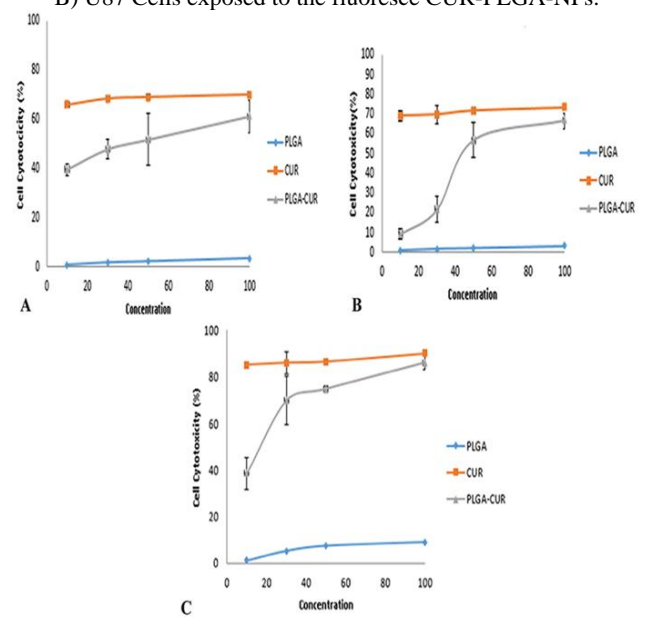 B) U87 Cells exposed to the fluoresce CUR-PLGA-NPs.
100
80
60
40
20
0
Cell Cytotocicity (%)
0 20 40 60 80 100
Concentration
PLGA
CUR
PLGA-CUR
A
100
90
80
70
60
50
40
30
20
10
0
Cell Cytotoxicity(%)
0 20 40 60 80 100
Concentration
PLGA
CUR
PLGA-CUR
B
100
80
60
40
20
0
Cell Cytotoxicity (%)
0 20 40 60 80 100
Concentration
PLGA
CUR
PLGA-CUR
C